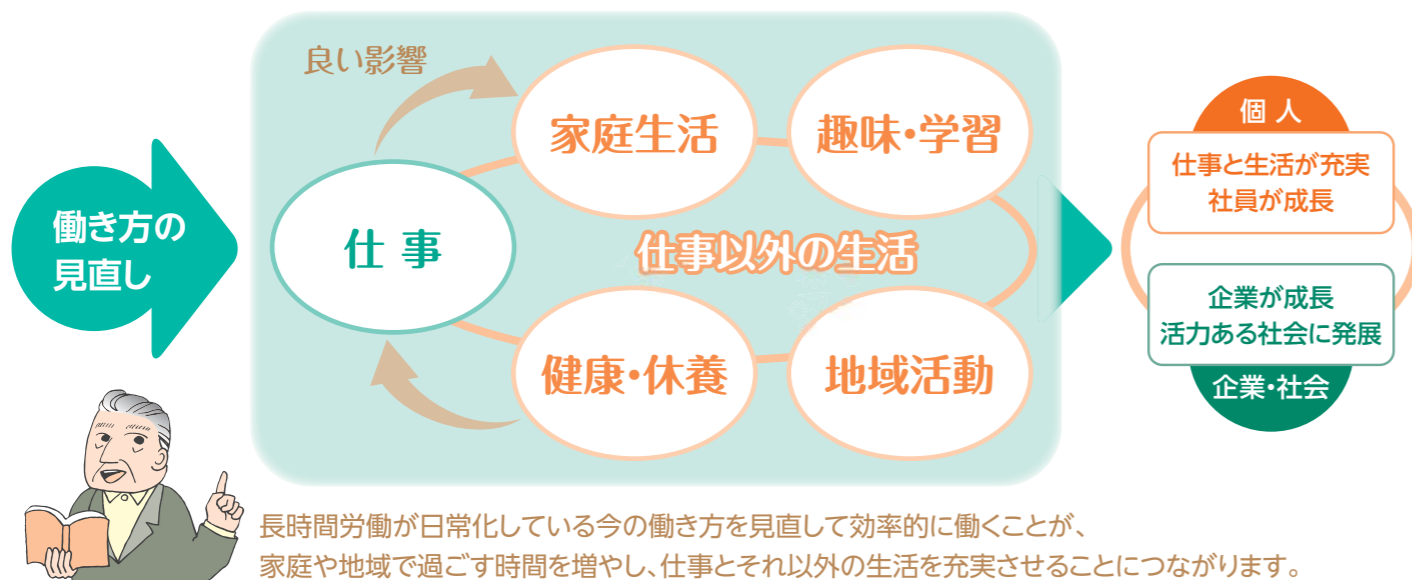 良い影響
働き方の
見直し
仕事
家庭生活
趣味・学習
仕事以外の生活
健康・休養
地域活動
個人
仕事と生活が充実
社員が成長
企業が成長
活力ある社会に発展
企業・社会
長時間労働が日常化している今の働き方を見直して効率的に働くことが、
家庭や地域で過ごす時間を増やし、仕事とそれ以外の生活を充実させることにつながります。